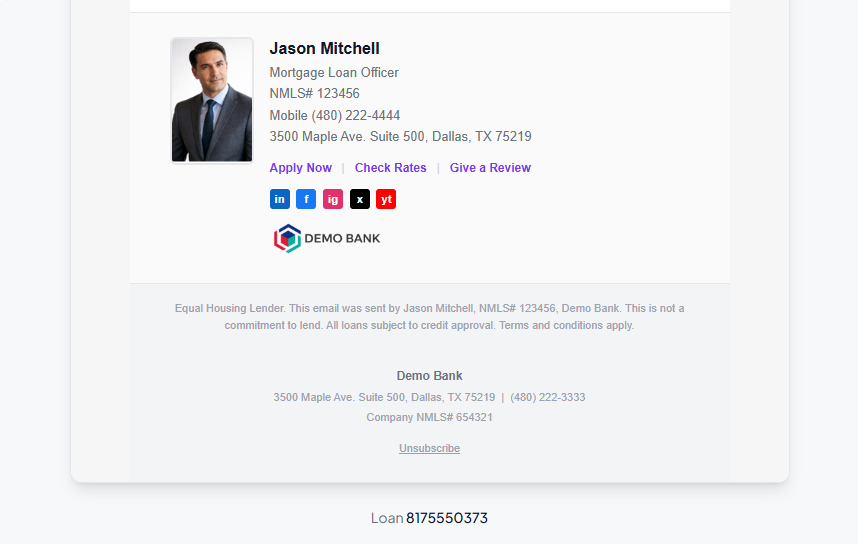 Jason Mitchell
Mortgage Loan Officer
NMLS# 123456
Mobile (480) 222-4444
3500 Maple Ave. Suite 500, Dallas, TX 75219
Apply Now | Check Rates | Give a Review
in f ig x yt
DEMO BANK
Equal Housing Lender. This email was sent by Jason Mitchell, NMLS# 123456, Demo Bank. This is not a
commitment to lend. All loans subject to credit approval. Terms and conditions apply.
Demo Bank
3500 Maple Ave. Suite 500, Dallas, TX 75219 | (480) 222-3333
Company NMLS# 654321
Unsubscribe
Loan 8175550373